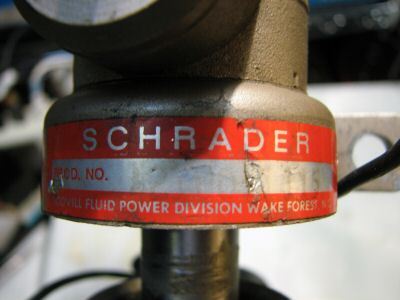 SCHRADER
PROD. NO.
FLUID POWER DIVISION WAKE FOREST, N.C.